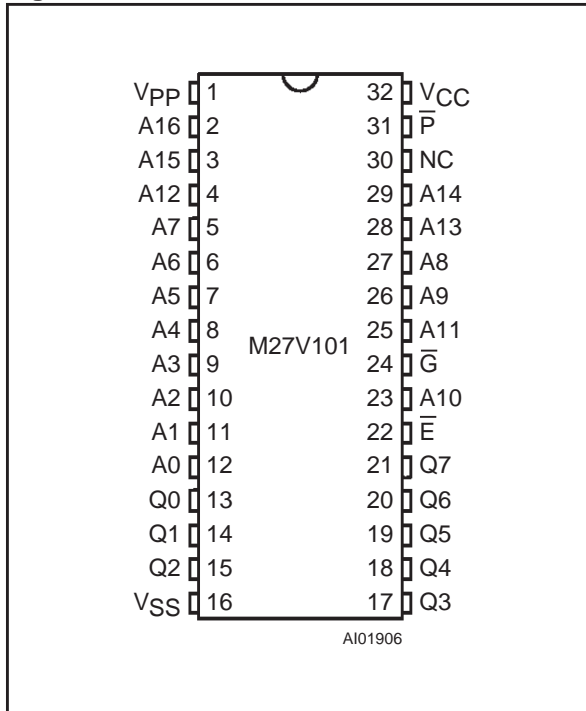 VPP 1 32 VCC
A16 2 31 P̅
A15 3 30 NC
A12 4 29 A14
A7 5 28 A13
A6 6 27 A8
A5 7 26 A9
A4 8 25 A11
M27V101
A3 9 24 G̅
A2 10 23 A10
A1 11 22 E̅
A0 12 21 Q7
Q0 13 20 Q6
Q1 14 19 Q5
Q2 15 18 Q4
VSS 16 17 Q3
AI01906